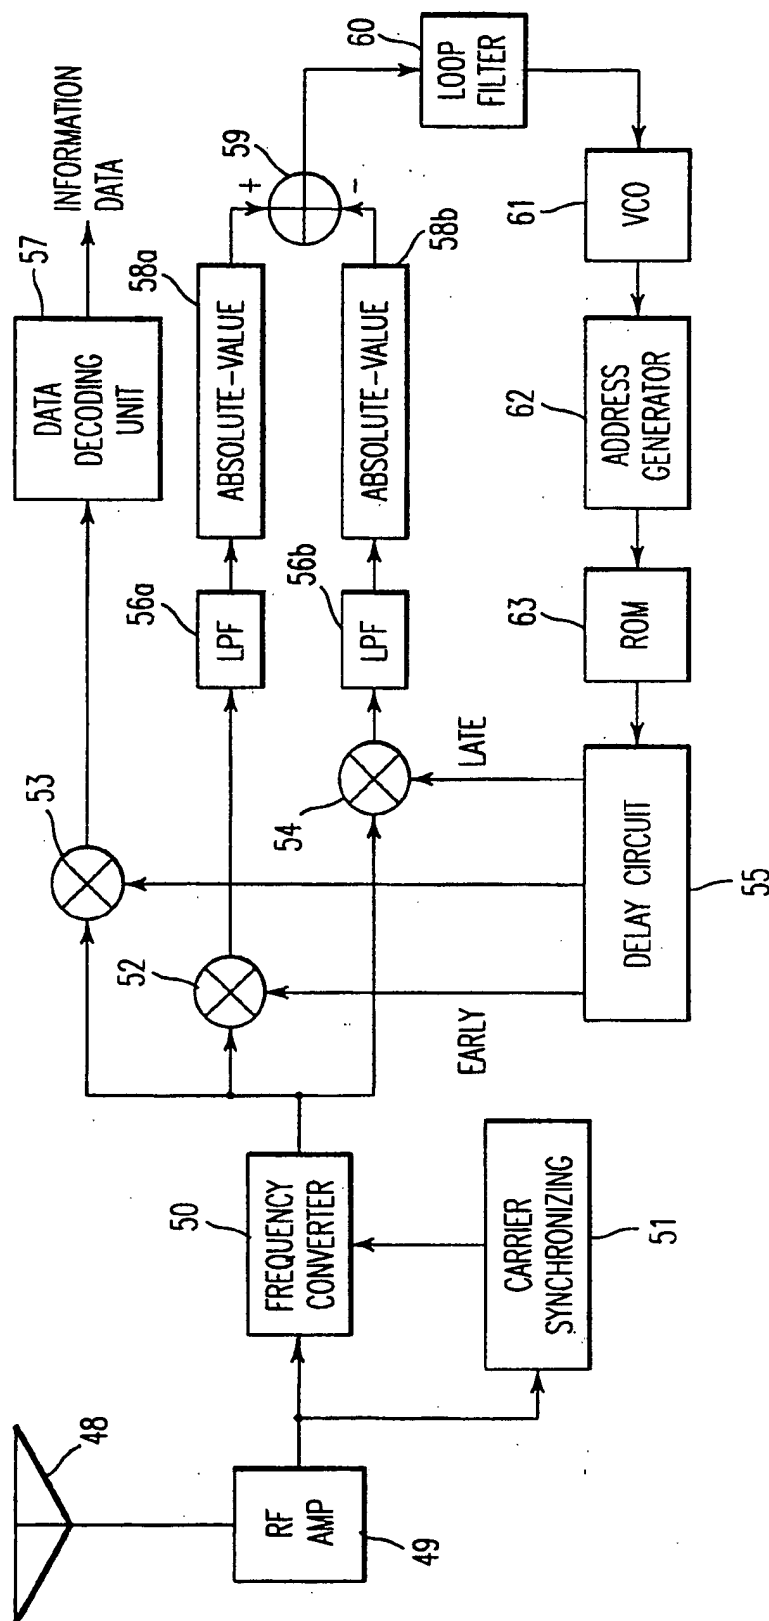 48
RF
AMP
49
50
FREQUENCY
CONVERTER
CARRIER
SYNCHRONIZING
51
53
52
54
EARLY
LATE
DELAY CIRCUIT
55
57
DATA
DECODING
UNIT
INFORMATION
DATA
56a
LPF
58a
ABSOLUTE-VALUE
56b
LPF
58b
ABSOLUTE-VALUE
+
-
59
60
LOOP
FILTER
61
VCO
62
ADDRESS
GENERATOR
63
ROM